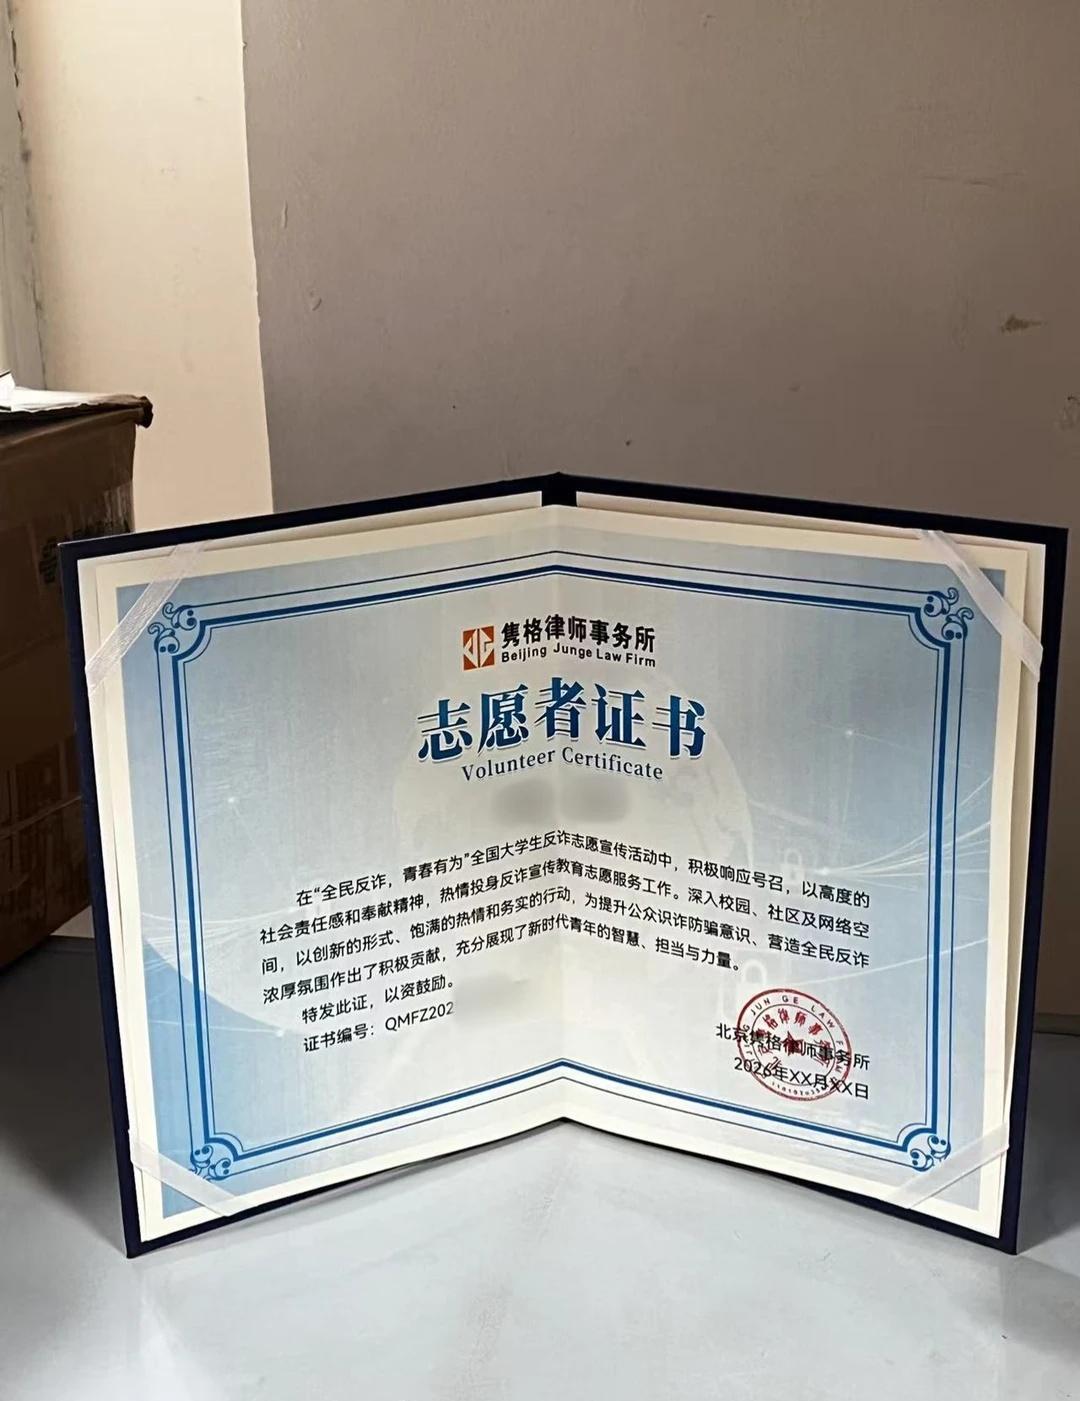 隽格律师事务所
Beijing Junge Law Firm
志愿者证书
Volunteer Certificate
在“全民反诈，青春有为”全国大学生反诈志愿宣传活动中，积极响应号召，以高度的
社会责任感和奉献精神，热情投身反诈宣传教育志愿服务工作。深入校园、社区及网络空
间，以创新的形式、饱满的热情和务实的行动，为提升公众识诈防骗意识、营造全民反诈
浓厚氛围作出了积极贡献，充分展现了新时代青年的智慧、担当与力量。
特发此证，以资鼓励。
证书编号：QMFZ202
北京隽格律师事务所
2026年XX月XX日
JUN GE LAW